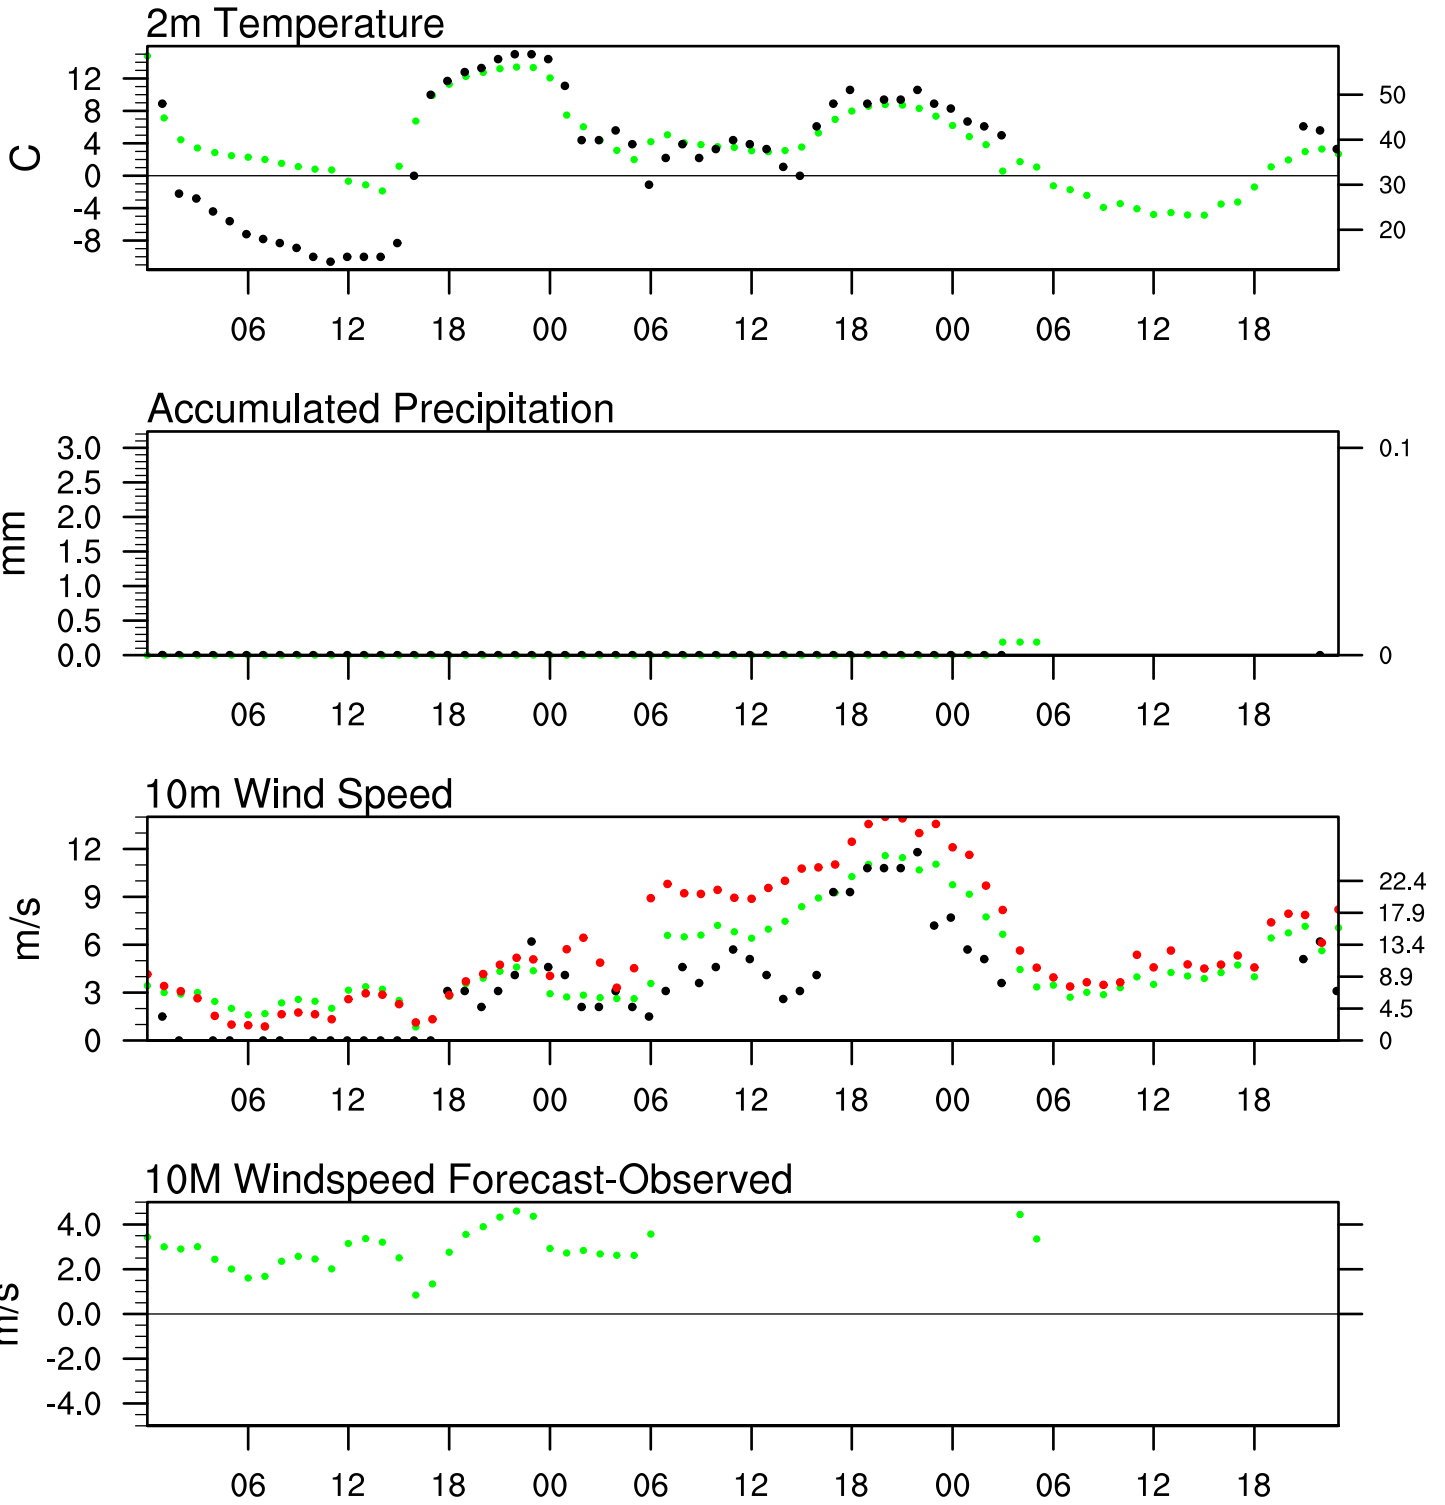 2m Temperature
12
8
4
0
-4
-8
C
50
40
30
20
06 12 18 00 06 12 18 00 06 12 18
Accumulated Precipitation
3.0
2.5
2.0
1.5
1.0
0.5
0.0
mm
0.1
0
06 12 18 00 06 12 18 00 06 12 18
10m Wind Speed
12
9
6
3
0
m/s
22.4
17.9
13.4
8.9
4.5
0
06 12 18 00 06 12 18 00 06 12 18
10M Windspeed Forecast-Observed
4.0
2.0
0.0
-2.0
-4.0
m/s
06 12 18 00 06 12 18 00 06 12 18